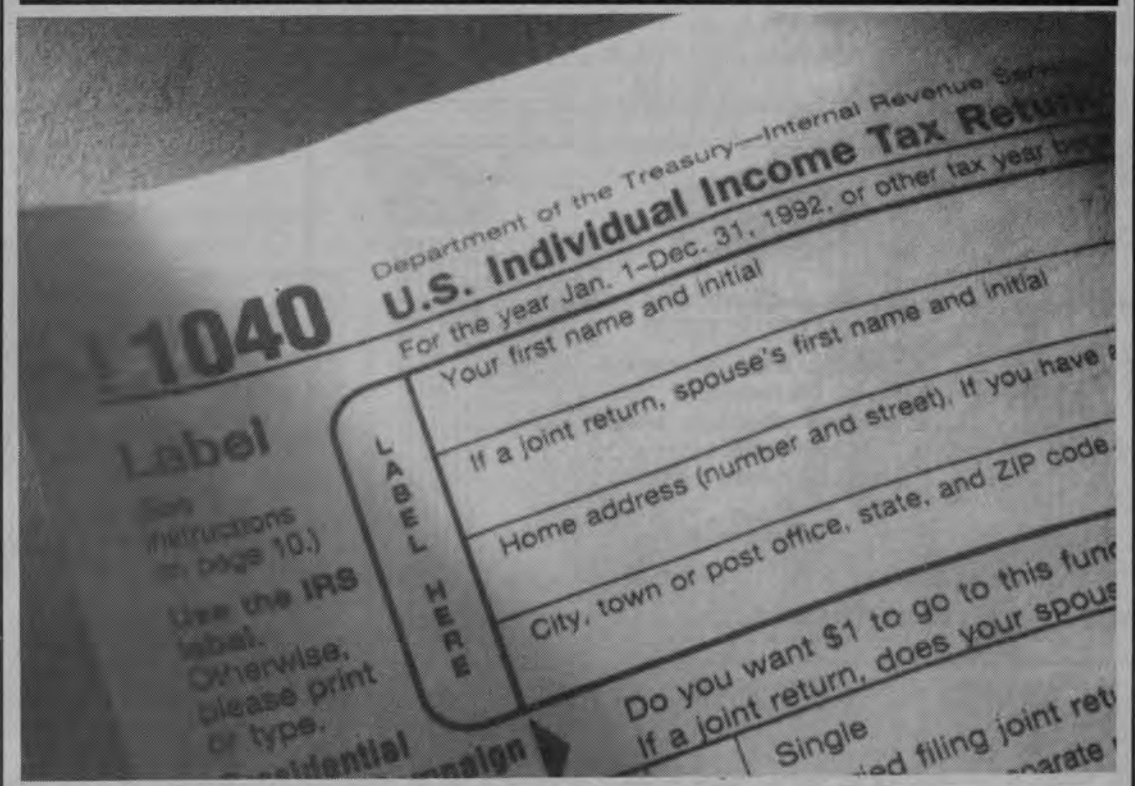 Department of the Treasury—Internal Revenue
U.S. Individual Income Tax
For the year Jan. 1–Dec. 31, 1992, or other tax year
1040
Your first name and initial
If a joint return, spouse's first name and initial
Home address (number and street). If you have a
City, town or post office, state, and ZIP code.
Label
instructions
on page 10.)
Use the IRS
label.
Otherwise,
please print
or type.
LABEL HERE
Do you want $1 to go to this
If a joint return, does your
Single
filing joint